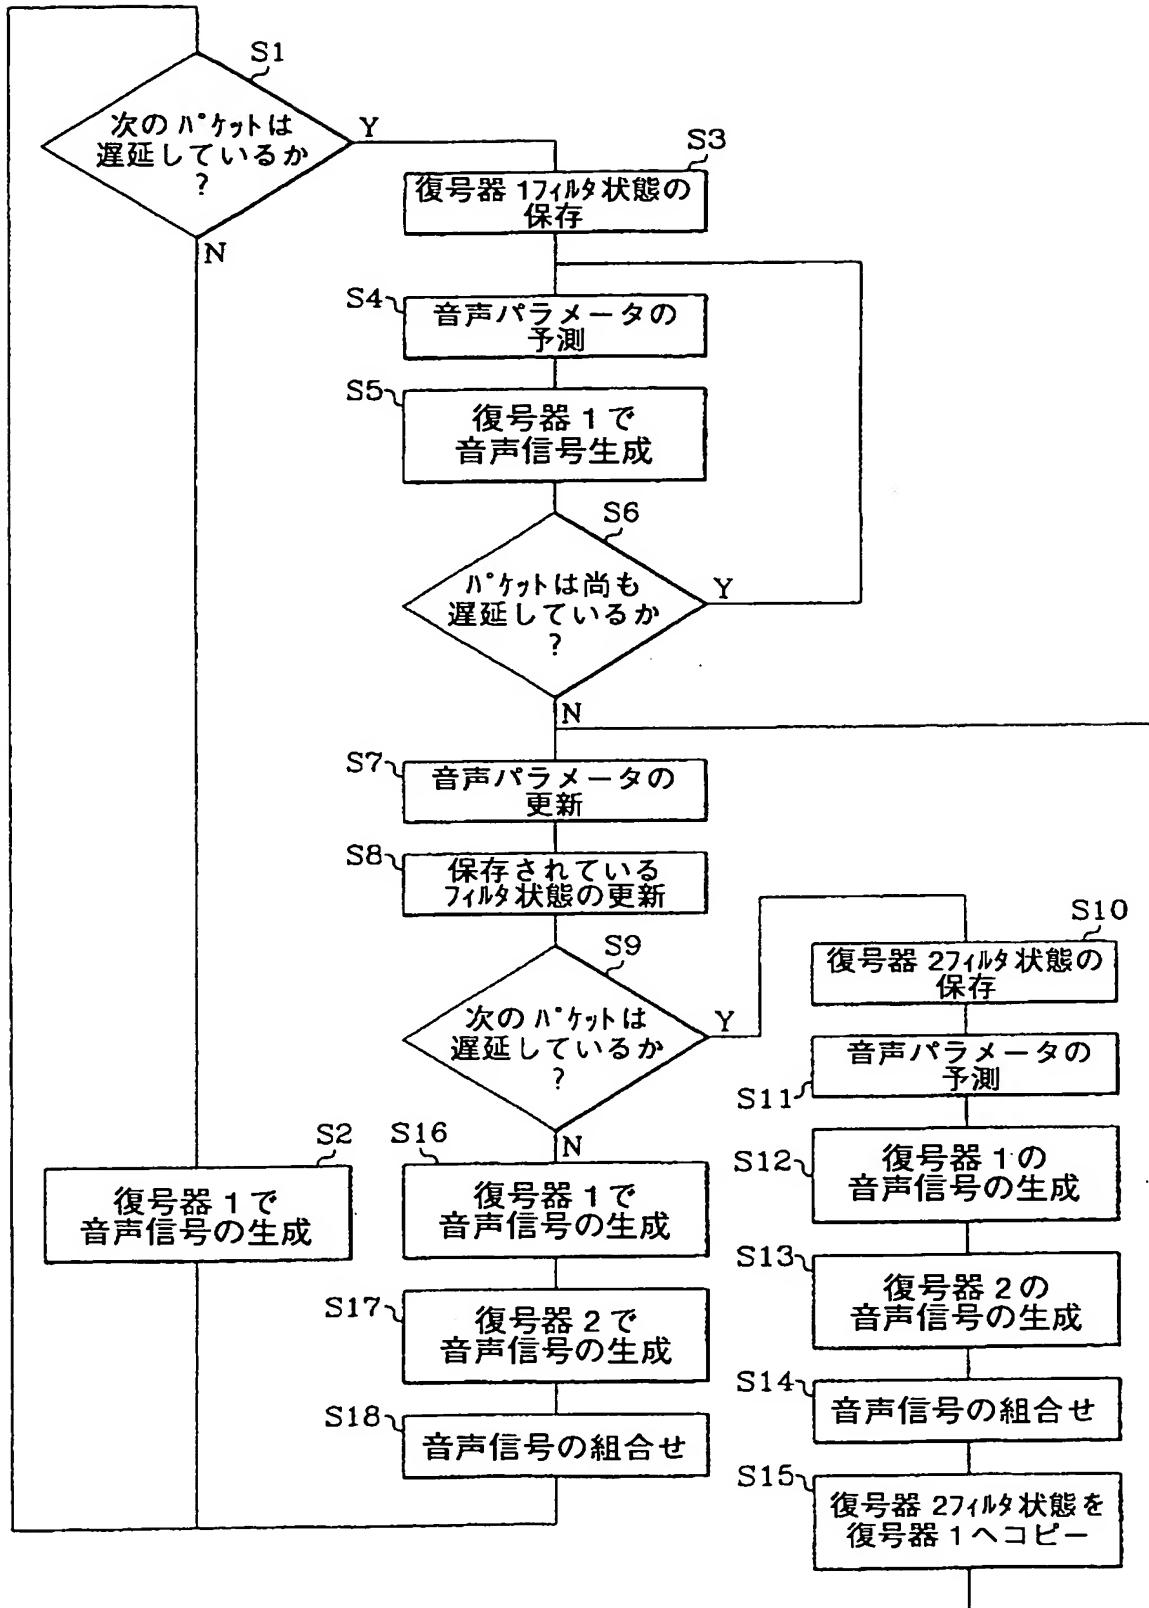 S1
次のパケットは
遅延しているか
?
Y
N
S3
復号器1フィルタ状態の
保存
S4
音声パラメータの
予測
S5
復号器1で
音声信号生成
S6
パケットは尚も
遅延しているか
?
Y
N
S7
音声パラメータの
更新
S8
保存されている
フィルタ状態の更新
S9
次のパケットは
遅延しているか
?
Y
N
S10
復号器2フィルタ状態の
保存
S11
音声パラメータの
予測
S12
復号器1の
音声信号の生成
S13
復号器2の
音声信号の生成
S14
音声信号の組合せ
S15
復号器2フィルタ状態を
復号器1へコピー
S2
復号器1で
音声信号の生成
S16
復号器1で
音声信号の生成
S17
復号器2で
音声信号の生成
S18
音声信号の組合せ